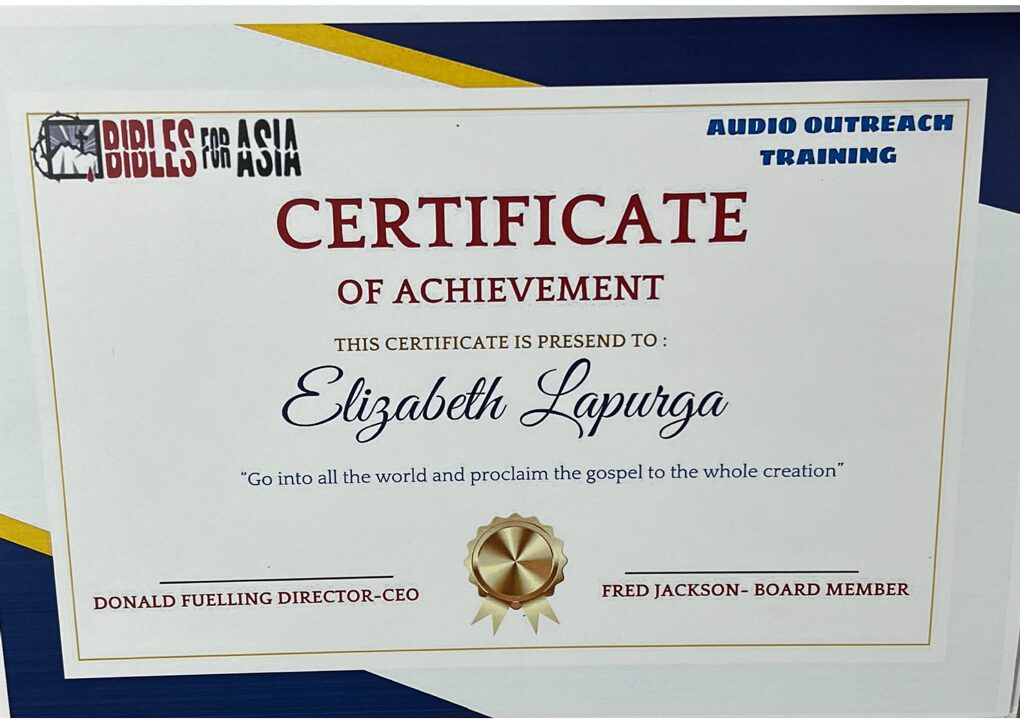 BIBLES FOR ASIA
AUDIO OUTREACH
TRAINING
CERTIFICATE
OF ACHIEVEMENT
THIS CERTIFICATE IS PRESEND TO :
Elizabeth Lapurga
“Go into all the world and proclaim the gospel to the whole creation”
DONALD FUELLING DIRECTOR-CEO
FRED JACKSON- BOARD MEMBER